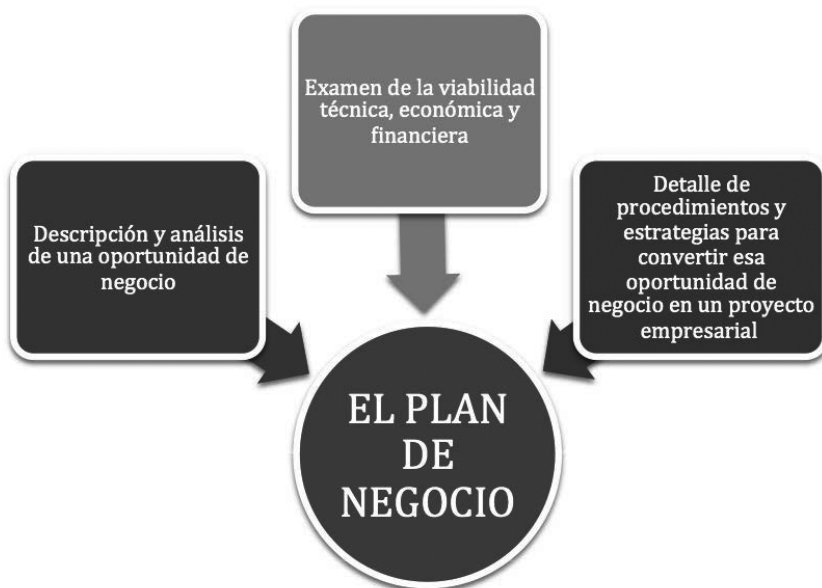 Examen de la viabilidad
técnica, económica y
financiera
Descripción y análisis
de una oportunidad de
negocio
Detalle de
procedimientos y
estrategias para
convertir esa
oportunidad de
negocio en un proyecto
empresarial
EL PLAN
DE
NEGOCIO